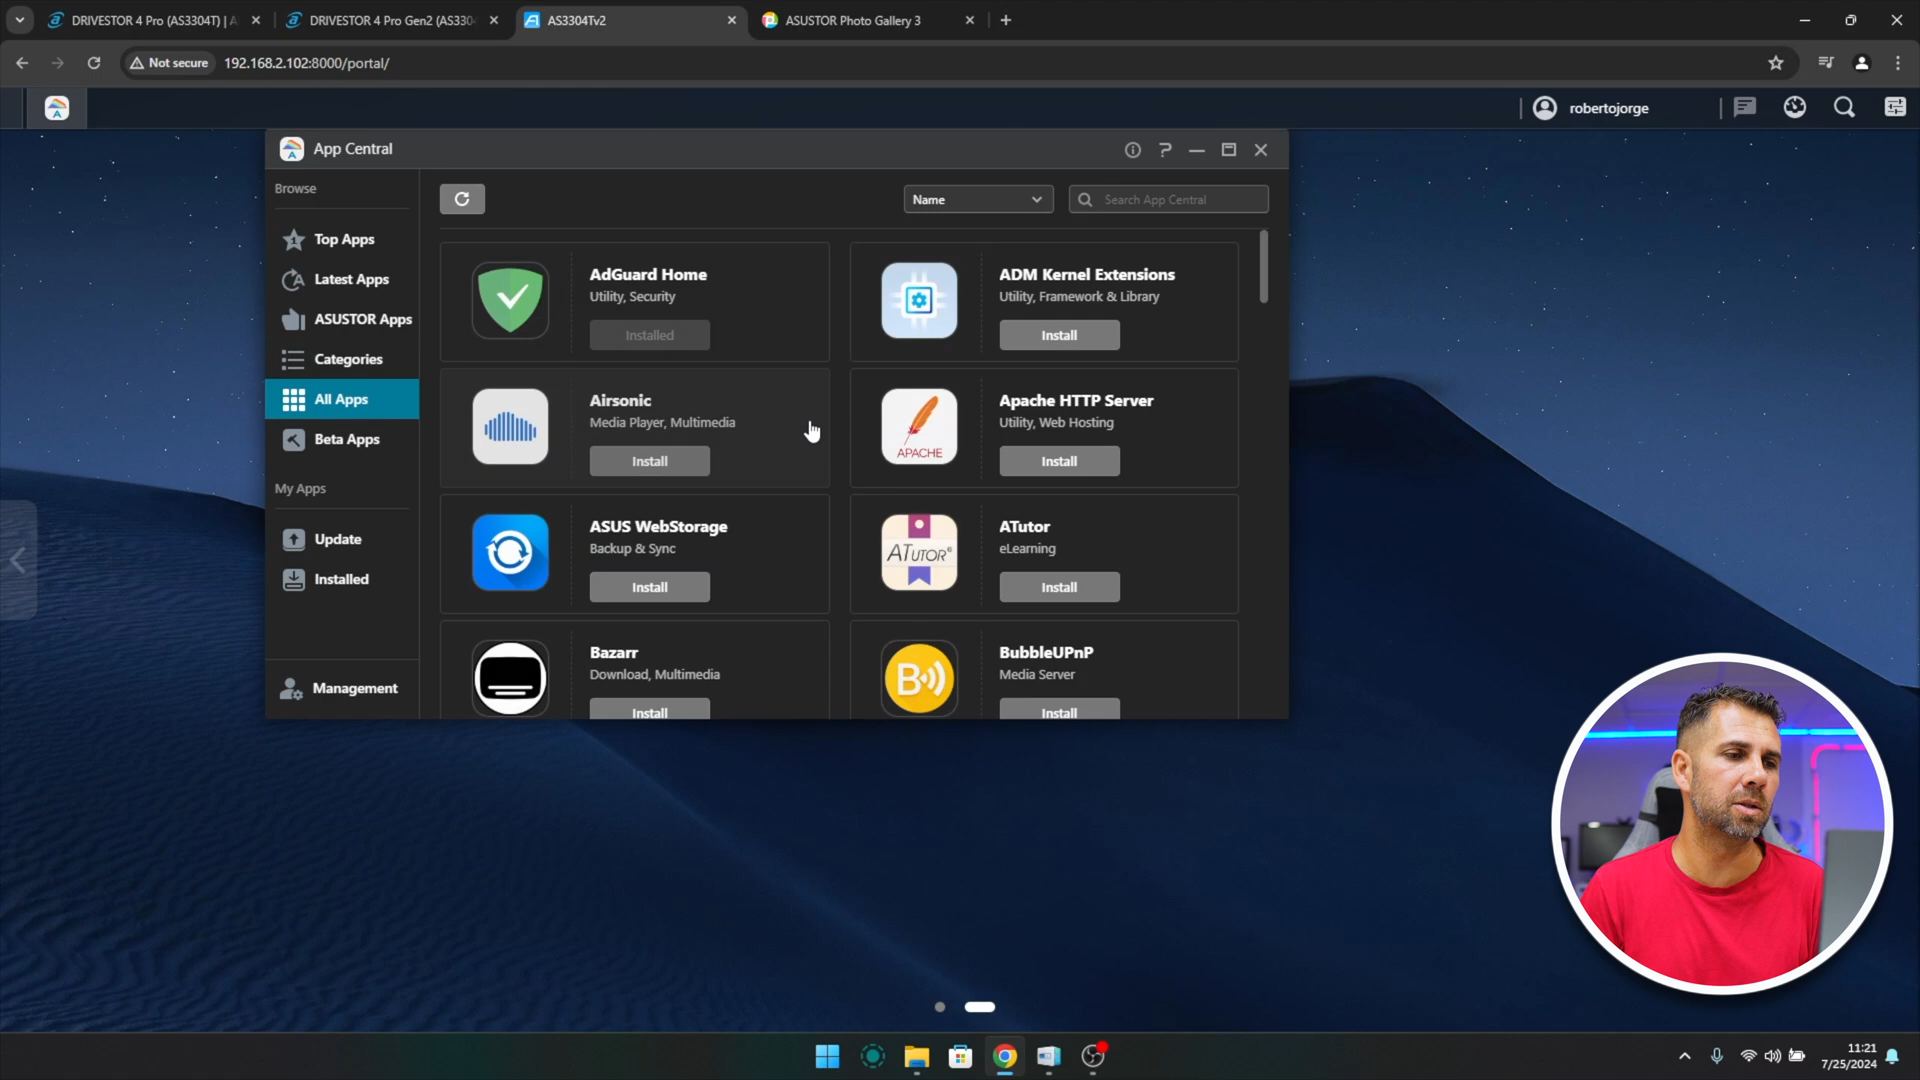 DRIVESTOR 4 Pro (AS3304T) | A
DRIVESTOR 4 Pro Gen2 (AS330
AS3304Tv2
ASUSTOR Photo Gallery 3
Not secure
192.168.2.102:8000/portal/
robertojorge
App Central
Browse
Name
Search App Central
Top Apps
Latest Apps
ASUSTOR Apps
Categories
All Apps
Beta Apps
My Apps
Update
Installed
Management
AdGuard Home
Utility, Security
Installed
ADM Kernel Extensions
Utility, Framework & Library
Install
Airsonic
Media Player, Multimedia
Install
APACHE
Apache HTTP Server
Utility, Web Hosting
Install
ASUS WebStorage
Backup & Sync
Install
ATUTOR®
ATutor
eLearning
Install
Bazarr
Download, Multimedia
Install
B
BubbleUPnP
Media Server
Install
11:21
7/25/2024